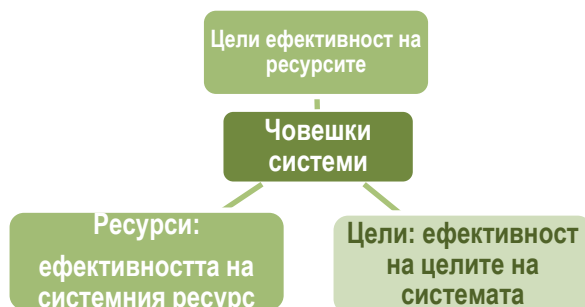 Цели ефективност на
ресурсите
Човешки
системи
Ресурси:
ефективността на
системния ресурс
Цели: ефективност
на целите на
системата